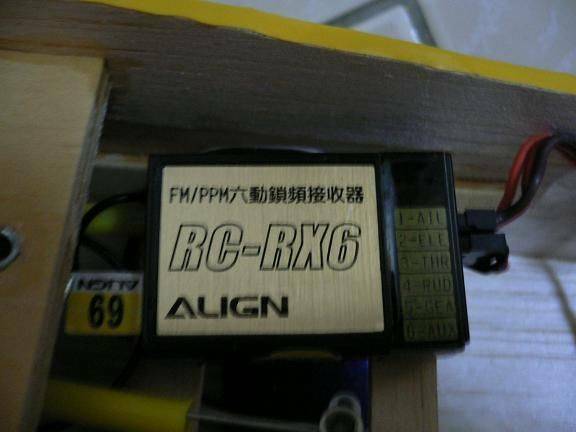 FM/PPM六動鎖頻接收器
RC-RX6
ALIGN
1-AIL
2-ELE
3-THR
4-RUD
5-GEA
6-AUX
ALIGN
69